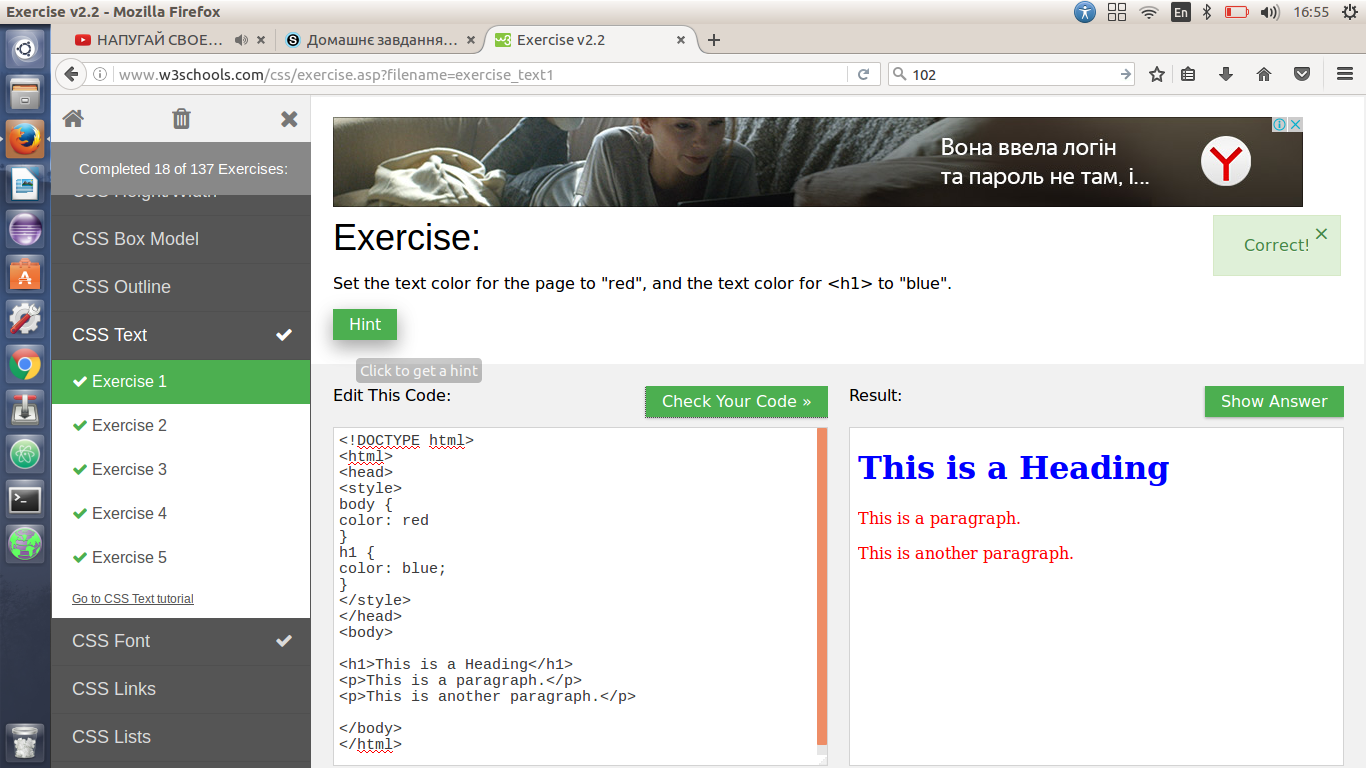 Exercise v2.2 - Mozilla Firefox
En
16:55
НАПУГАЙ СВОЕ...
Домашнє завдання...
Exercise v2.2
www.w3schools.com/css/exercise.asp?filename=exercise_text1
102
Completed 18 of 137 Exercises:
CSS Height/Width
CSS Box Model
CSS Outline
CSS Text
Exercise 1
Exercise 2
Exercise 3
Exercise 4
Exercise 5
Go to CSS Text tutorial
CSS Font
CSS Links
CSS Lists
Вона ввела логін
та пароль не там, і...
Y
Exercise:
Correct!
Set the text color for the page to "red", and the text color for <h1> to "blue".
Hint
Click to get a hint
Edit This Code:
Check Your Code »
<!DOCTYPE html>
<html>
<head>
<style>
body {
color: red
}
h1 {
color: blue;
}
</style>
</head>
<body>
<h1>This is a Heading</h1>
<p>This is a paragraph.</p>
<p>This is another paragraph.</p>
</body>
</html>
Result:
Show Answer
This is a Heading
This is a paragraph.
This is another paragraph.